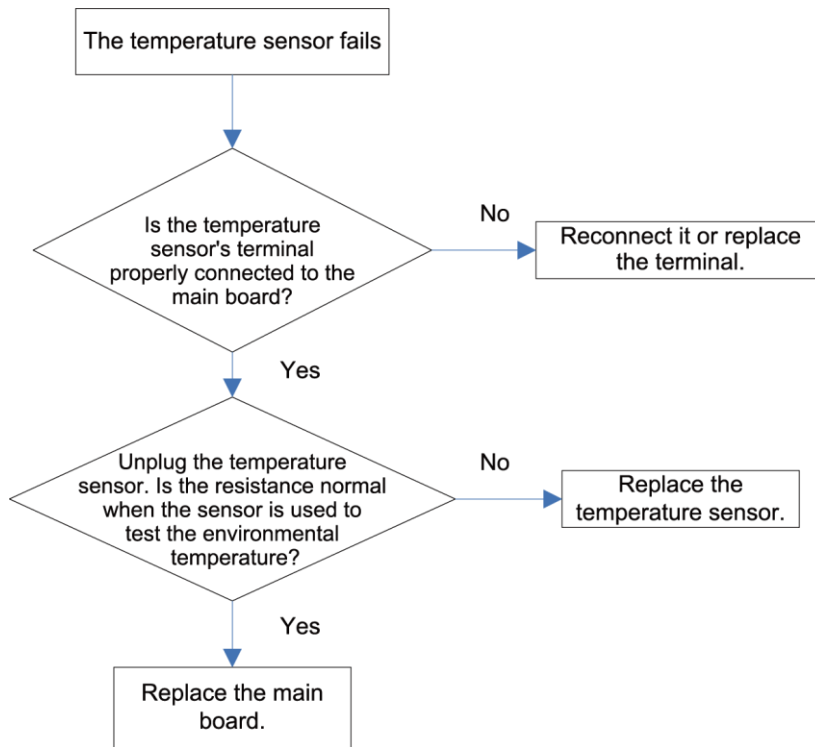 The temperature sensor fails
Is the temperature
sensor's terminal
properly connected to the
main board?
No
Reconnect it or replace
the terminal.
Yes
Unplug the temperature
sensor. Is the resistance normal
when the sensor is used to
test the environmental
temperature?
No
Replace the
temperature sensor.
Yes
Replace the main
board.